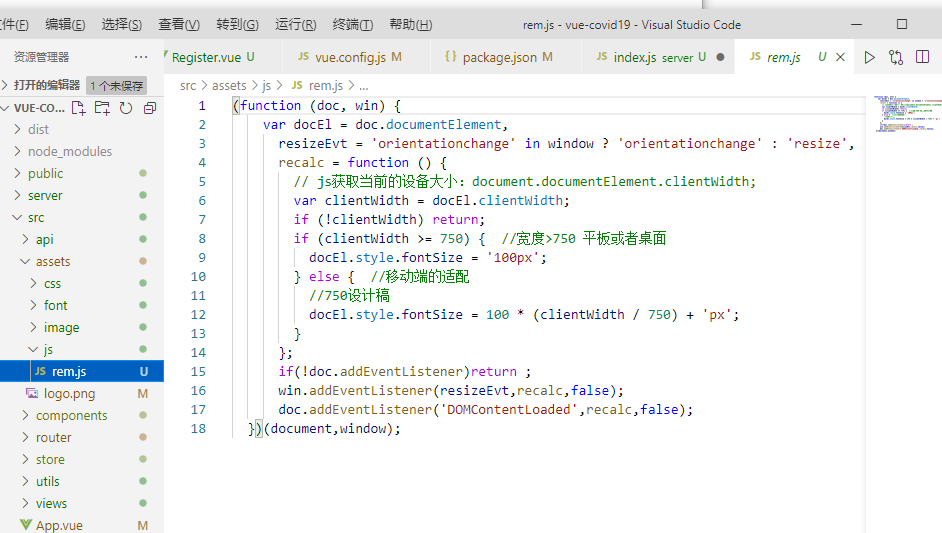 件(F) 编辑(E) 选择(S) 查看(V) 转到(G) 运行(R) 终端(T) 帮助(H) rem.js - vue-covid19 - Visual Studio Code
资源管理器 ··· Register.vue U JS vue.config.js M {} package.json M JS index.js server U ● JS rem.js U
打开的编辑器 1 个未保存
src > assets > js > JS rem.js > ...
VUE-CO...
dist
node_modules
public
server
src
api
assets
css
font
image
js
JS rem.js U
logo.png M
components
router
store
utils
views
App.vue M
1 (function (doc, win) {
2 var docEl = doc.documentElement,
3 resizeEvt = 'orientationchange' in window ? 'orientationchange' : 'resize',
4 recalc = function () {
5 // js获取当前的设备大小: document.documentElement.clientWidth;
6 var clientWidth = docEl.clientWidth;
7 if (!clientWidth) return;
8 if (clientWidth >= 750) { //宽度>750 平板或者桌面
9 docEl.style.fontSize = '100px';
10 } else { //移动端的适配
11 //750设计稿
12 docEl.style.fontSize = 100 * (clientWidth / 750) + 'px';
13 }
14 };
15 if(!doc.addEventListener)return ;
16 win.addEventListener(resizeEvt,recalc,false);
17 doc.addEventListener('DOMContentLoaded',recalc,false);
18 })(document,window);